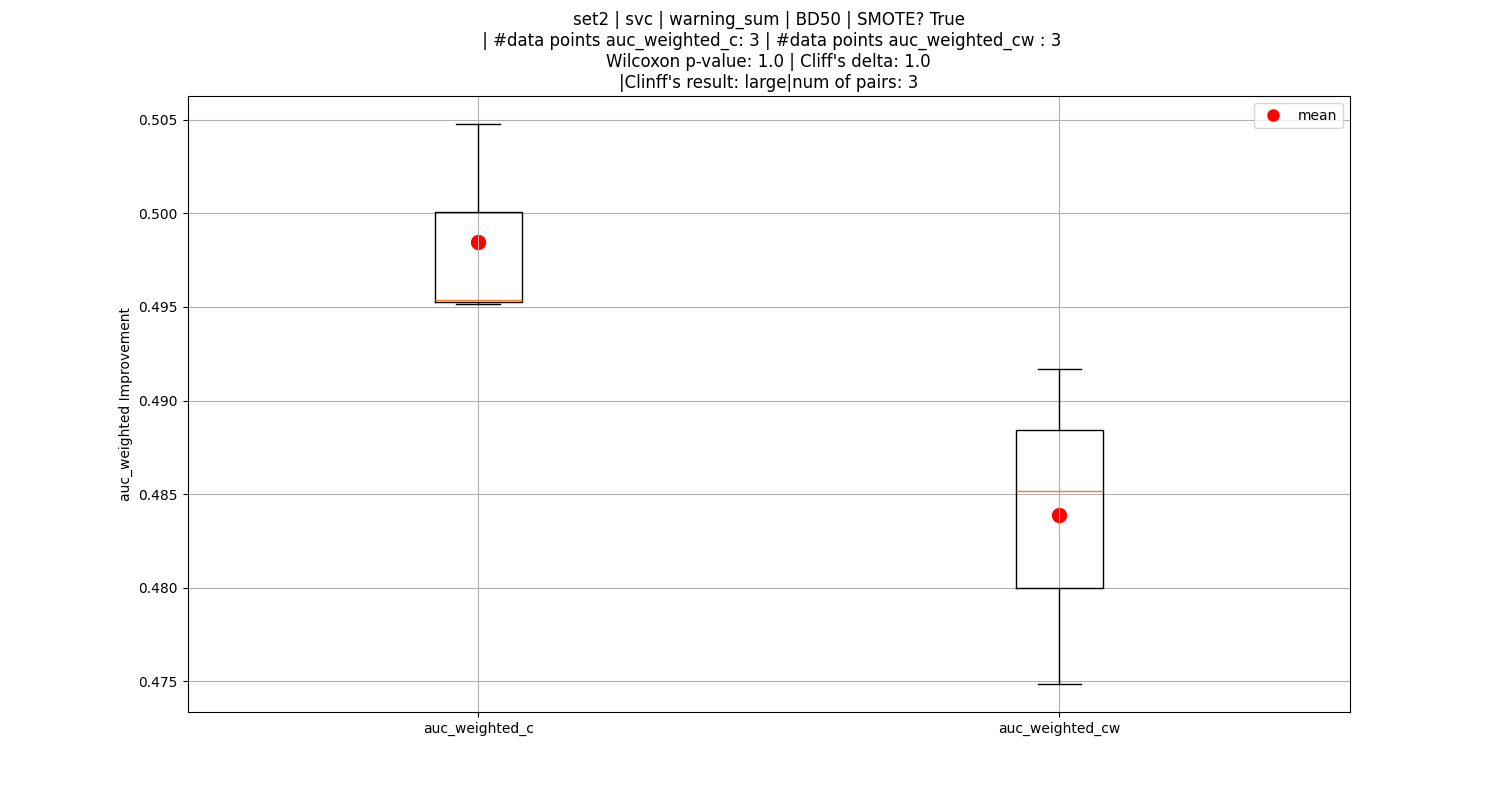 set2 | svc | warning_sum | BD50 | SMOTE? True
| #data points auc_weighted_c: 3 | #data points auc_weighted_cw : 3
Wilcoxon p-value: 1.0 | Cliff's delta: 1.0
|Clinff's result: large|num of pairs: 3
mean
0.505
0.500
0.495
0.490
0.485
0.480
0.475
auc_weighted Improvement
auc_weighted_c
auc_weighted_cw